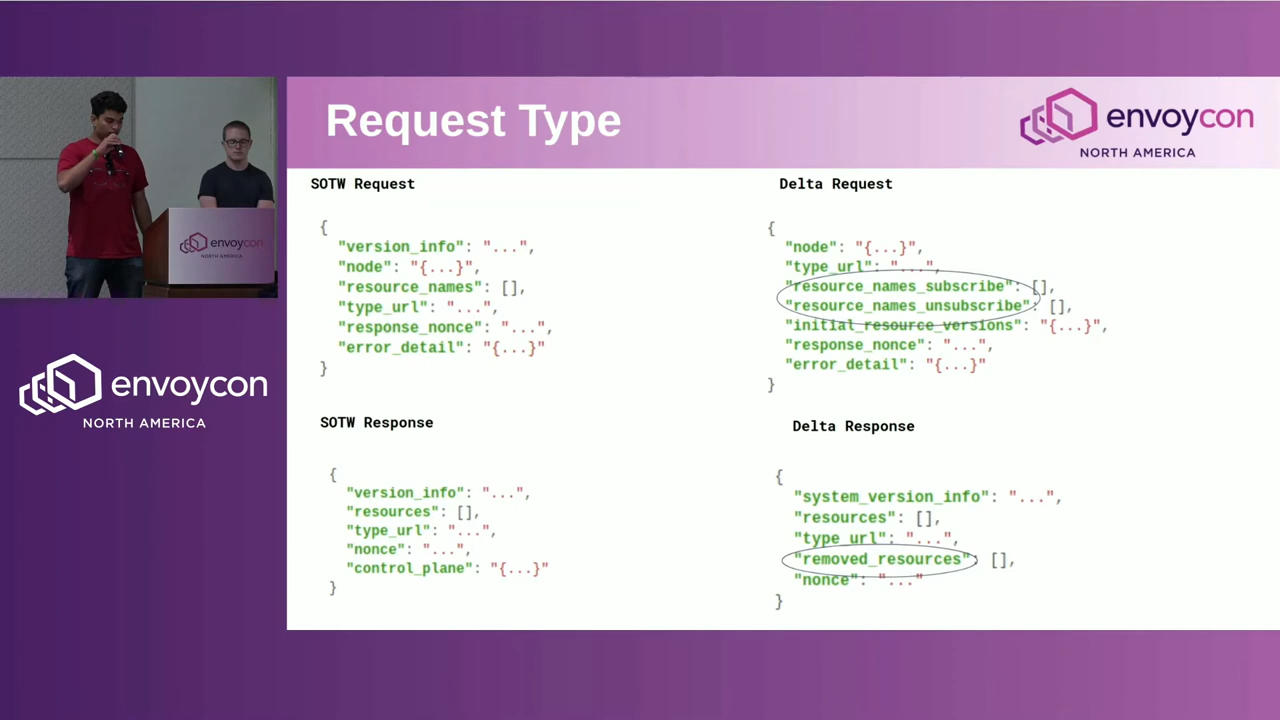 Request Type
envoycon
NORTH AMERICA
SOTW Request
{
"version_info": "...",
"node": "{...}",
"resource_names": [],
"type_url": "...",
"response_nonce": "...",
"error_detail": "{...}"
}
Delta Request
{
"node": "{...}",
"type_url": "...",
"resource_names_subscribe": [],
"resource_names_unsubscribe": [],
"initial_resource_versions": "{...}",
"response_nonce": "...",
"error_detail": "{...}"
}
SOTW Response
{
"version_info": "...",
"resources": [],
"type_url": "...",
"nonce": "...",
"control_plane": "{...}"
}
Delta Response
{
"system_version_info": "...",
"resources": [],
"type_url": "...",
"removed_resources": [],
"nonce": "..."
}
envoycon
NORTH AMERICA
envoycon
NORTH AMERICA